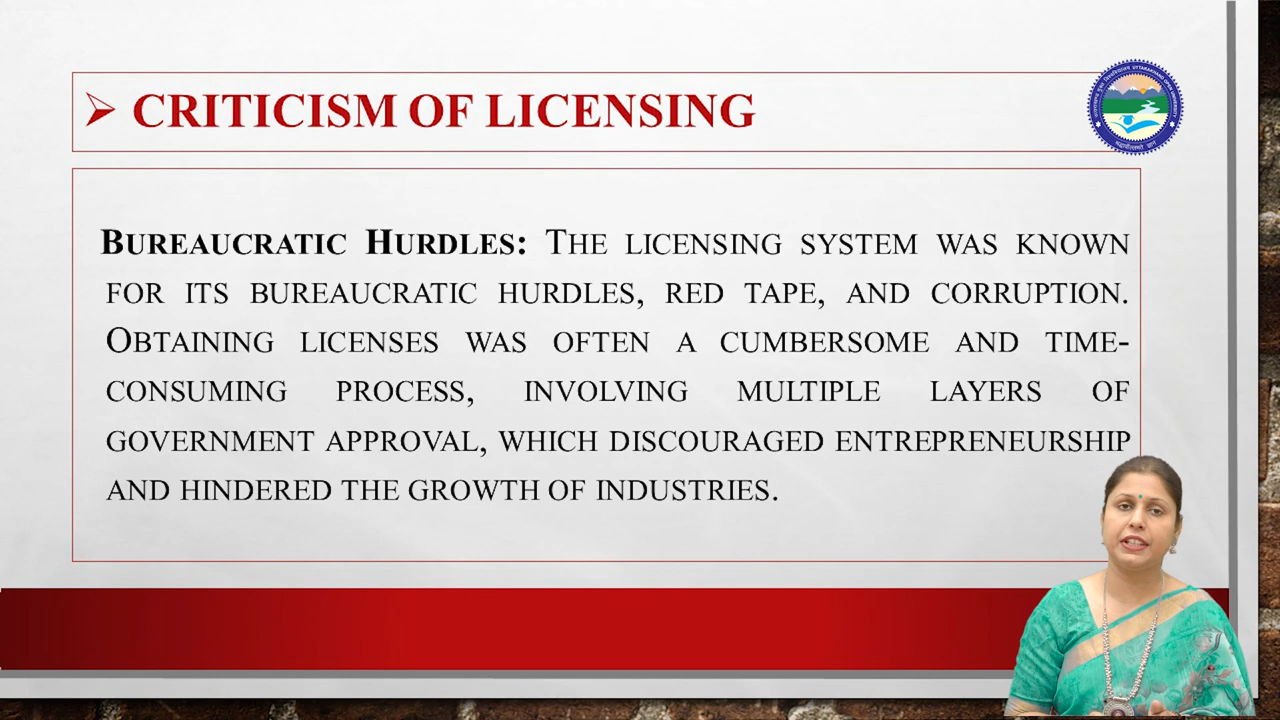 ➢ CRITICISM OF LICENSING
BUREAUCRATIC HURDLES: THE LICENSING SYSTEM WAS KNOWN
FOR ITS BUREAUCRATIC HURDLES, RED TAPE, AND CORRUPTION.
OBTAINING LICENSES WAS OFTEN A CUMBERSOME AND TIME-
CONSUMING PROCESS, INVOLVING MULTIPLE LAYERS OF
GOVERNMENT APPROVAL, WHICH DISCOURAGED ENTREPRENEURSHIP
AND HINDERED THE GROWTH OF INDUSTRIES.